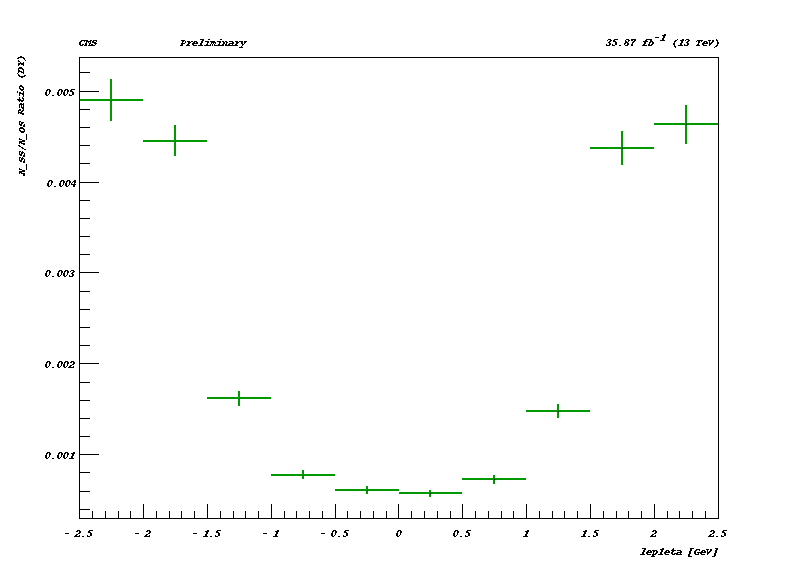 CMS Preliminary 35.87 fb^-1 (13 TeV)
N_SS/N_OS Ratio (DY)
0.005
0.004
0.003
0.002
0.001
-2.5 -2 -1.5 -1 -0.5 0 0.5 1 1.5 2 2.5
lepleta [GeV]